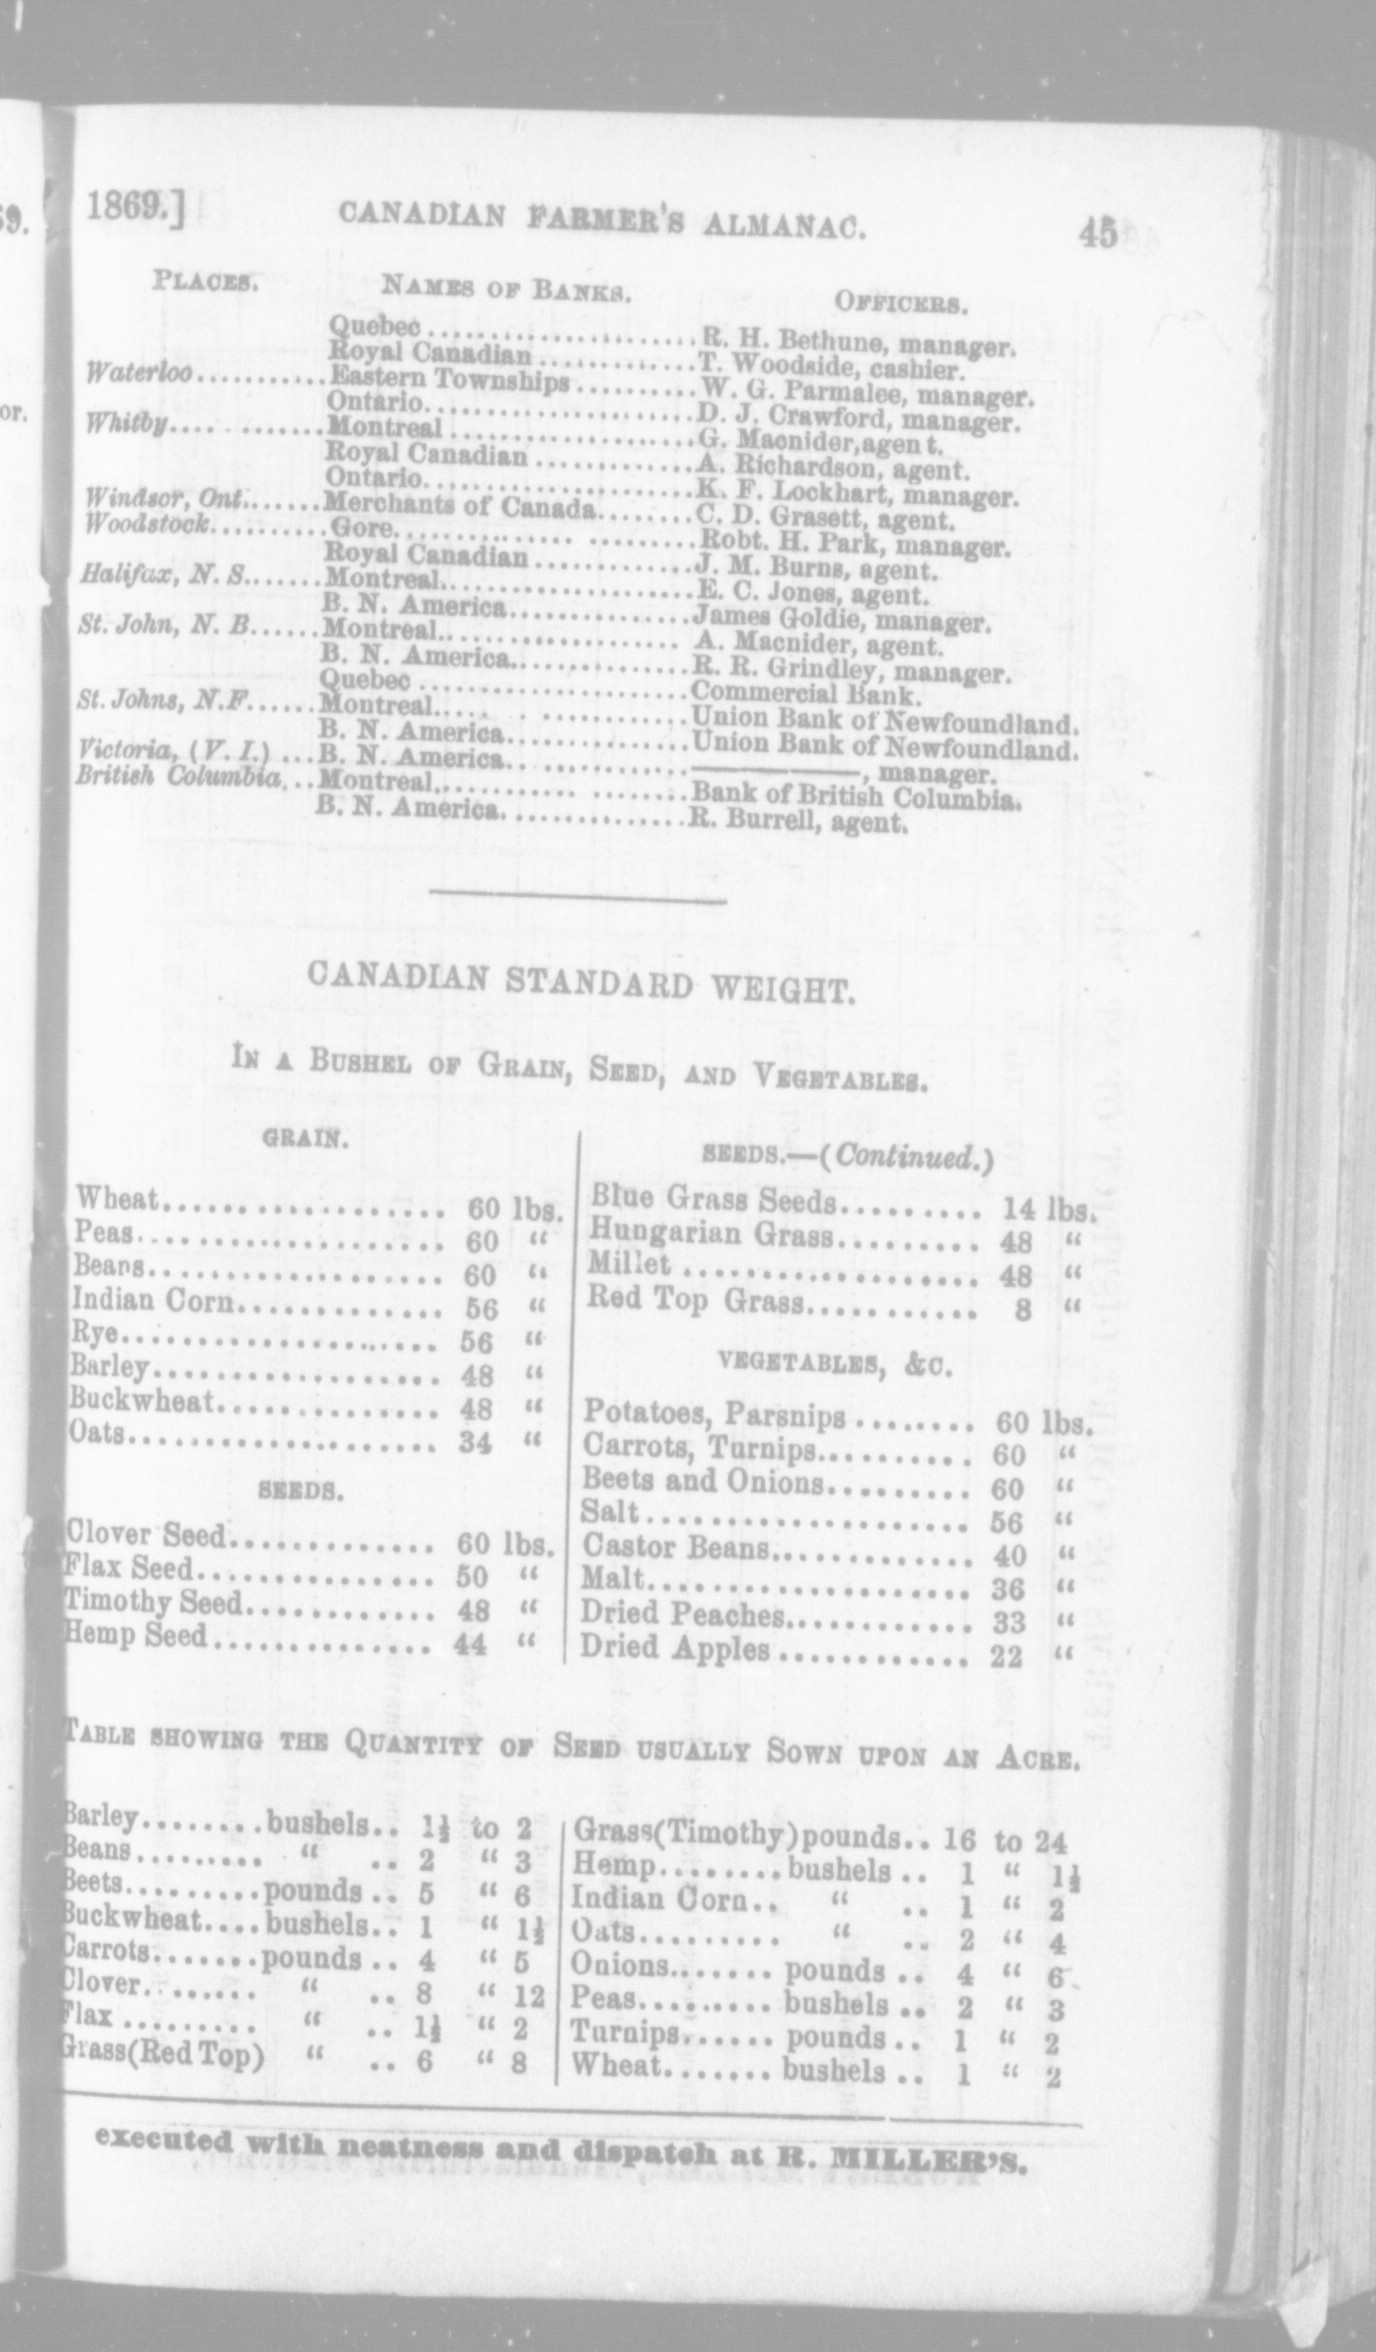 1869.] CANADIAN FARMER'S ALMANAC. 45
PLACES. NAMES OF BANKS. OFFICERS.
Quebec ...................... R. H. Bethune, manager.
Royal Canadian ............. T. Woodside, cashier.
Waterloo........... Eastern Townships .......... W. G. Parmalee, manager.
Ontario...................... D. J. Crawford, manager.
Whitby.... ....... Montreal .................... G. Macnider, agent.
Royal Canadian ............. A. Richardson, agent.
Ontario...................... K. F. Lockhart, manager.
Windsor, Ont....... Merchants of Canada........ C. D. Grasett, agent.
Woodstock.......... Gore............... ......... Robt. H. Park, manager.
Royal Canadian ............. J. M. Burns, agent.
Halifax, N. S....... Montreal..................... E. C. Jones, agent.
B. N. America............... James Goldie, manager.
St. John, N. B...... Montreal.................... A. Macnider, agent.
B. N. America............... R. R. Grindley, manager.
Quebec ...................... Commercial Bank.
St. Johns, N.F...... Montreal..... . ............ Union Bank of Newfoundland.
B. N. America............... Union Bank of Newfoundland.
Victoria, (V. I.) ... B. N. America.. ............ ————, manager.
British Columbia... Montreal............ ........ Bank of British Columbia.
B. N. America. .............. R. Burrell, agent.
CANADIAN STANDARD WEIGHT.
IN A BUSHEL OF GRAIN, SEED, AND VEGETABLES.
GRAIN.
Wheat................... 60 lbs.
Peas..................... 60 “
Beans.................... 60 “
Indian Corn.............. 56 “
Rye...................... 56 “
Barley................... 48 “
Buckwheat............... 48 “
Oats..................... 34 “
SEEDS.
Clover Seed.............. 60 lbs.
Flax Seed................ 50 “
Timothy Seed............ 48 “
Hemp Seed............... 44 “
SEEDS.—(Continued.)
Blue Grass Seeds......... 14 lbs.
Hungarian Grass......... 48 “
Millet ................... 48 “
Red Top Grass........... 8 “
VEGETABLES, &C.
Potatoes, Parsnips ........ 60 lbs.
Carrots, Turnips.......... 60 “
Beets and Onions......... 60 “
Salt..................... 56 “
Castor Beans............. 40 “
Malt..................... 36 “
Dried Peaches............ 33 “
Dried Apples ............ 22 “
TABLE SHOWING THE QUANTITY OF SEED USUALLY SOWN UPON AN ACRE.
Barley........ bushels.. 1½ to 2
Beans......... “ .. 2 “ 3
Beets......... pounds .. 5 “ 6
Buckwheat.... bushels.. 1 “ 1½
Carrots....... pounds .. 4 “ 5
Clover........ “ .. 8 “ 12
Flax ......... “ .. 1½ “ 2
Grass(Red Top) “ .. 6 “ 8
Grass(Timothy)pounds.. 16 to 24
Hemp........ bushels .. 1 “ 1½
Indian Corn.. “ .. 1 “ 2
Oats......... “ .. 2 “ 4
Onions....... pounds .. 4 “ 6
Peas......... bushels .. 2 “ 3
Turnips...... pounds .. 1 “ 2
Wheat....... bushels .. 1 “ 2
executed with neatness and dispatch at R. MILLER'S.